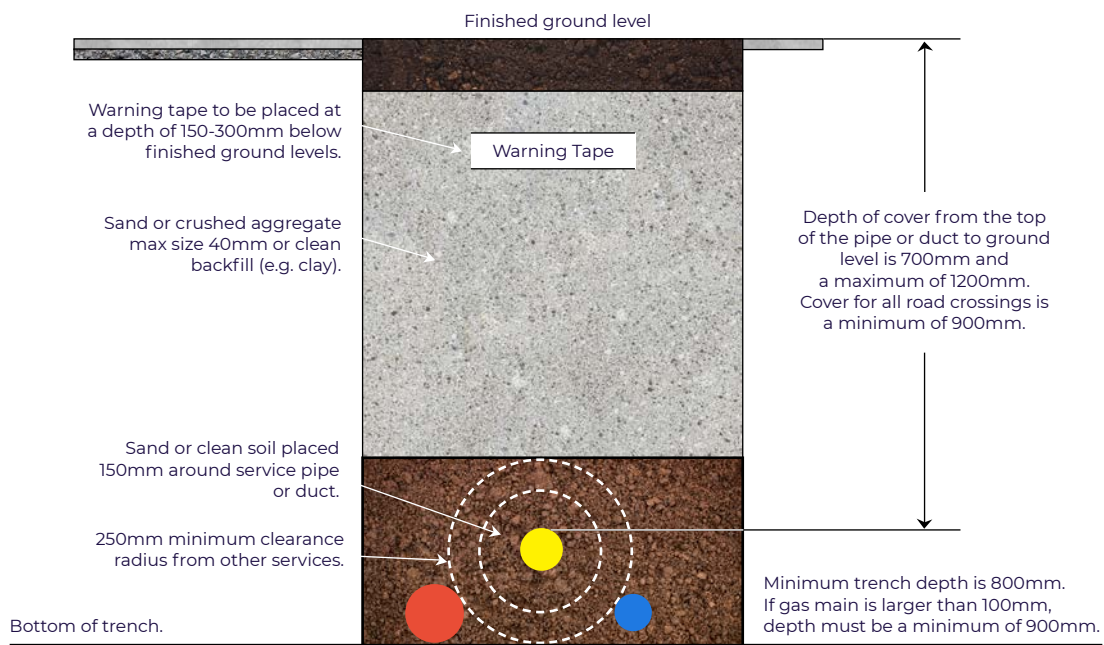 Finished ground level
Warning tape to be placed at
a depth of 150-300mm below
finished ground levels.
Warning Tape
Sand or crushed aggregate
max size 40mm or clean
backfill (e.g. clay).
Depth of cover from the top
of the pipe or duct to ground
level is 700mm and
a maximum of 1200mm.
Cover for all road crossings is
a minimum of 900mm.
Sand or clean soil placed
150mm around service pipe
or duct.
250mm minimum clearance
radius from other services.
Minimum trench depth is 800mm.
If gas main is larger than 100mm,
depth must be a minimum of 900mm.
Bottom of trench.